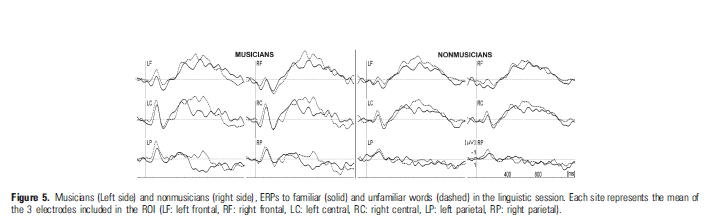 MUSICIANS NONMUSICIANS
LF RF LF RF
LC RC LC RC
LP RP LP [μV] RP
-1
400 800 [ms]
Figure 5. Musicians (Left side) and nonmusicians (right side), ERPs to familiar (solid) and unfamiliar words (dashed) in the linguistic session. Each site represents the mean of
the 3 electrodes included in the ROI (LF: left frontal, RF: right frontal, LC: left central, RC: right central, LP: left parietal, RP: right parietal).